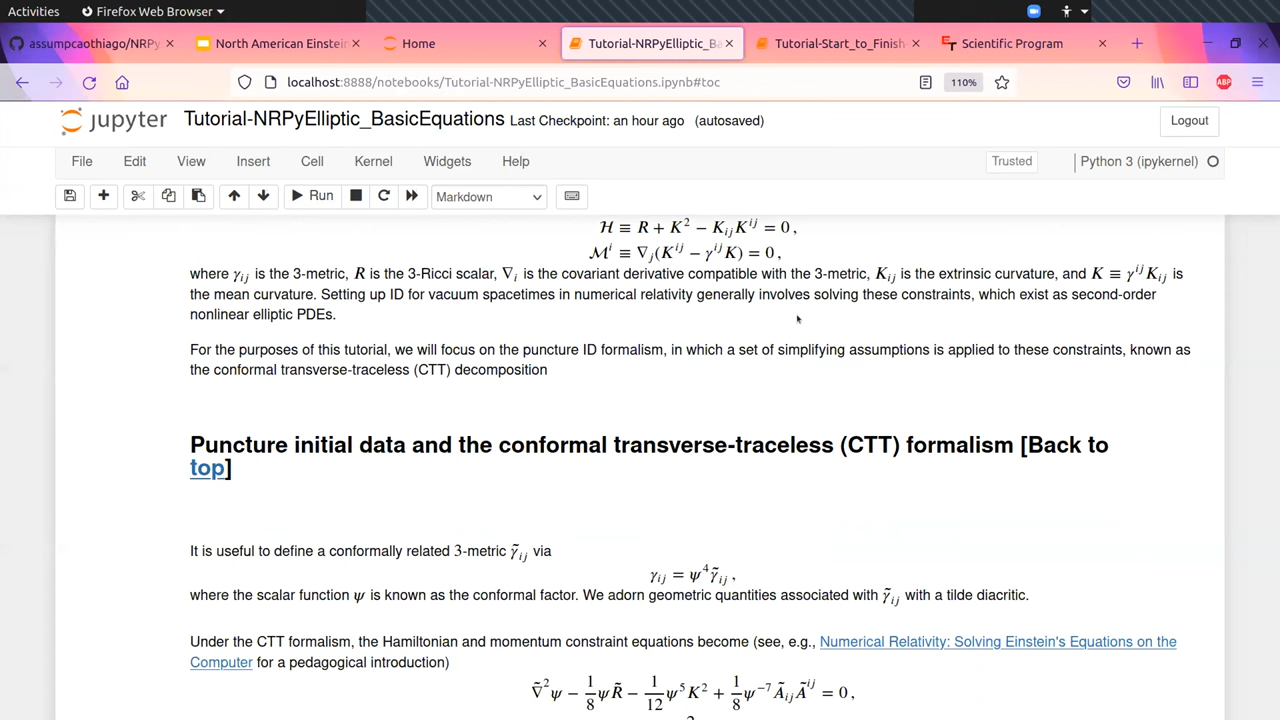 Activities Firefox Web Browser
assumpcaothiago/NRPy North American Einstein Home Tutorial-NRPyElliptic_Ba Tutorial-Start_to_Finish- Scientific Program
localhost:8888/notebooks/Tutorial-NRPyElliptic_BasicEquations.ipynb#toc 110% ABP
jupyter Tutorial-NRPyElliptic_BasicEquations Last Checkpoint: an hour ago (autosaved) Logout
File Edit View Insert Cell Kernel Widgets Help Trusted Python 3 (ipykernel)
Run Markdown
ℋ ≡ R + K² − K_{ij}K^{ij} = 0 ,
ℳ^i ≡ ∇_j(K^{ij} − γ^{ij}K) = 0 ,
where γ_{ij} is the 3-metric, R is the 3-Ricci scalar, ∇_i is the covariant derivative compatible with the 3-metric, K_{ij} is the extrinsic curvature, and K ≡ γ^{ij}K_{ij} is
the mean curvature. Setting up ID for vacuum spacetimes in numerical relativity generally involves solving these constraints, which exist as second-order
nonlinear elliptic PDEs.
For the purposes of this tutorial, we will focus on the puncture ID formalism, in which a set of simplifying assumptions is applied to these constraints, known as
the conformal transverse-traceless (CTT) decomposition
Puncture initial data and the conformal transverse-traceless (CTT) formalism [Back to
top]
It is useful to define a conformally related 3-metric γ̃_{ij} via
γ_{ij} = ψ⁴γ̃_{ij} ,
where the scalar function ψ is known as the conformal factor. We adorn geometric quantities associated with γ̃_{ij} with a tilde diacritic.
Under the CTT formalism, the Hamiltonian and momentum constraint equations become (see, e.g., Numerical Relativity: Solving Einstein's Equations on the
Computer for a pedagogical introduction)
∇̃²ψ − 1/8 ψR̃ − 1/12 ψ⁵K² + 1/8 ψ⁻⁷Ã_{ij}Ã^{ij} = 0 ,